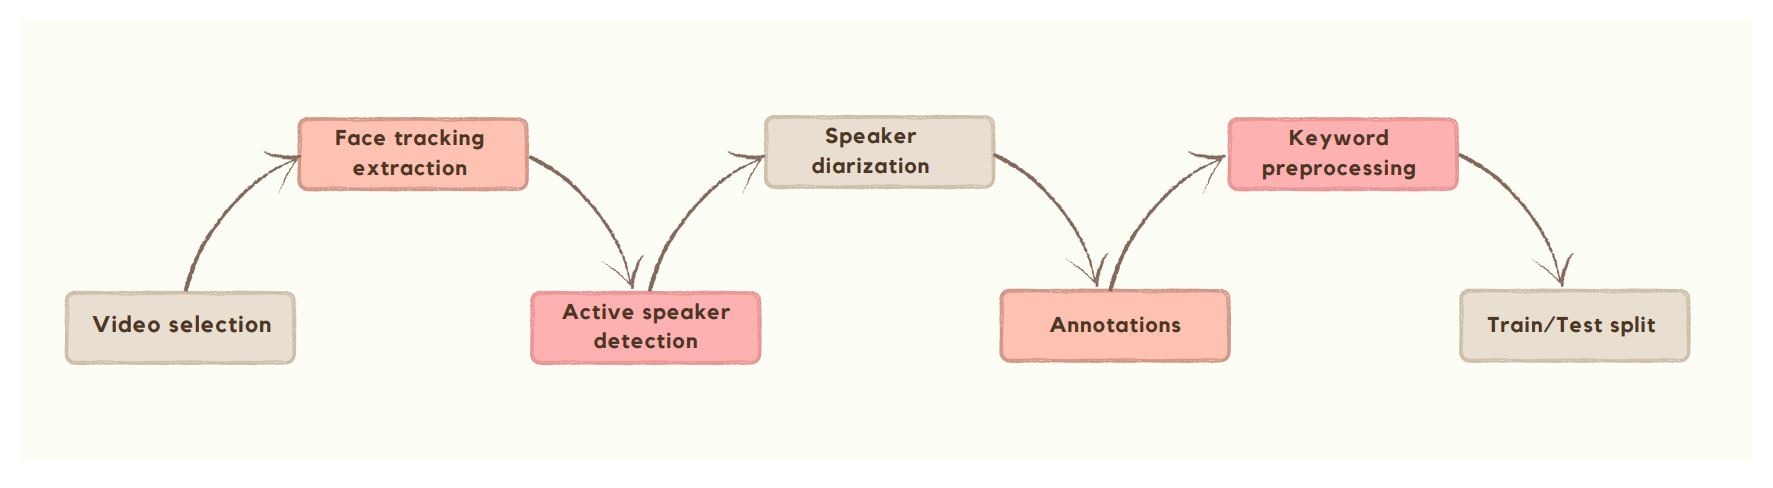 Video selection
Face tracking
extraction
Active speaker
detection
Speaker
diarization
Annotations
Keyword
preprocessing
Train/Test split